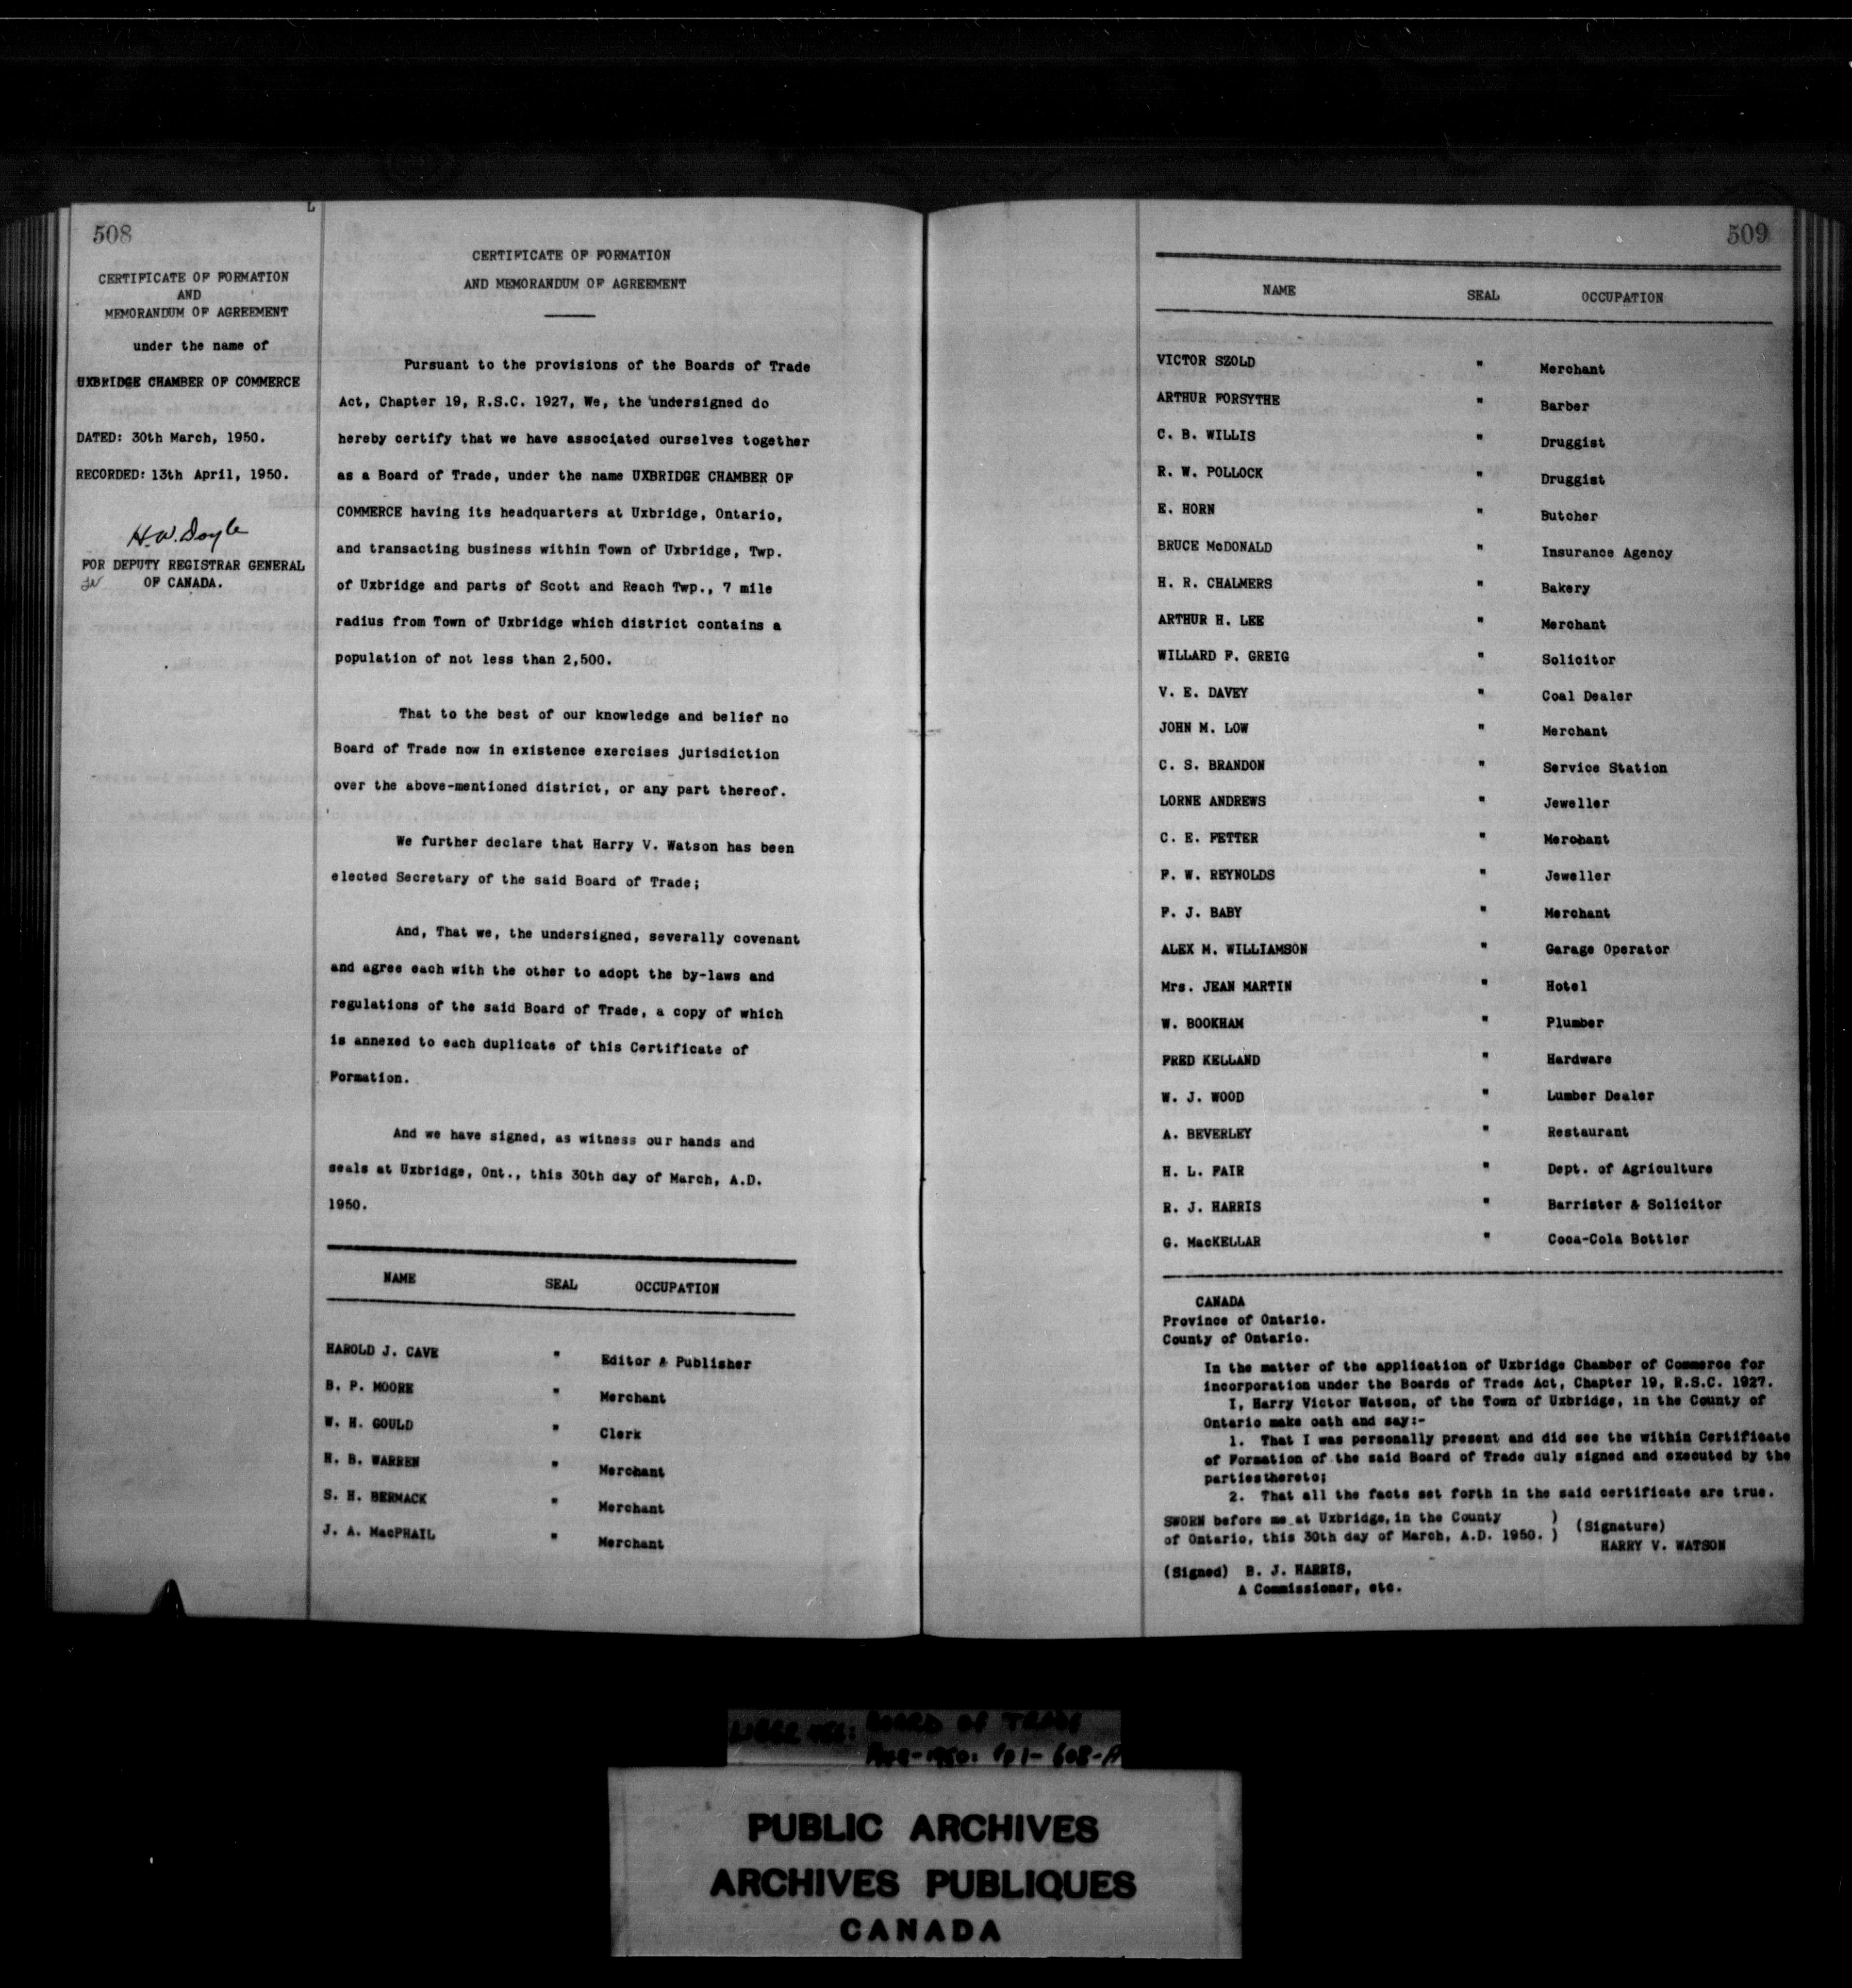 508
CERTIFICATE OF FORMATION
AND
MEMORANDUM OF AGREEMENT
under the name of
UXBRIDGE CHAMBER OF COMMERCE
DATED: 30th March, 1950.
RECORDED: 13th April, 1950.
H.W. Doyle
FOR DEPUTY REGISTRAR GENERAL
OF CANADA.
CERTIFICATE OF FORMATION
AND MEMORANDUM OF AGREEMENT
Pursuant to the provisions of the Boards of Trade
Act, Chapter 19, R.S.C. 1927, We, the undersigned do
hereby certify that we have associated ourselves together
as a Board of Trade, under the name UXBRIDGE CHAMBER OF
COMMERCE having its headquarters at Uxbridge, Ontario,
and transacting business within Town of Uxbridge, Twp.
of Uxbridge and parts of Scott and Reach Twp., 7 mile
radius from Town of Uxbridge which district contains a
population of not less than 2,500.
That to the best of our knowledge and belief no
Board of Trade now in existence exercises jurisdiction
over the above-mentioned district, or any part thereof.
We further declare that Harry V. Watson has been
elected Secretary of the said Board of Trade;
And, That we, the undersigned, severally covenant
and agree each with the other to adopt the by-laws and
regulations of the said Board of Trade, a copy of which
is annexed to each duplicate of this Certificate of
Formation.
And we have signed, as witness our hands and
seals at Uxbridge, Ont., this 30th day of March, A.D.
1950.
NAME SEAL OCCUPATION
HAROLD J. CAVE " Editor & Publisher
B. P. MOORE " Merchant
W. H. GOULD " Clerk
H. B. WARREN " Merchant
S. H. BERMACK " Merchant
J. A. MacPHAIL " Merchant
509
NAME SEAL OCCUPATION
VICTOR SZOLD " Merchant
ARTHUR FORSYTHE " Barber
C. B. WILLIS " Druggist
R. W. POLLOCK " Druggist
E. HORN " Butcher
BRUCE McDONALD " Insurance Agency
H. R. CHALMERS " Bakery
ARTHUR H. LEE " Merchant
WILLARD F. GREIG " Solicitor
V. E. DAVEY " Coal Dealer
JOHN M. LOW " Merchant
C. S. BRANDON " Service Station
LORNE ANDREWS " Jeweller
C. E. FETTER " Merchant
F. W. REYNOLDS " Jeweller
F. J. BABY " Merchant
ALEX M. WILLIAMSON " Garage Operator
Mrs. JEAN MARTIN " Hotel
W. BOOKHAM " Plumber
FRED KELLAND " Hardware
W. J. WOOD " Lumber Dealer
A. BEVERLEY " Restaurant
H. L. FAIR " Dept. of Agriculture
R. J. HARRIS " Barrister & Solicitor
G. MacKELLAR " Coca-Cola Bottler
CANADA
Province of Ontario.
County of Ontario.
In the matter of the application of Uxbridge Chamber of Commerce for
incorporation under the Boards of Trade Act, Chapter 19, R.S.C. 1927.
I, Harry Victor Watson, of the Town of Uxbridge, in the County of
Ontario make oath and say:-
1. That I was personally present and did see the within Certificate
of Formation of the said Board of Trade duly signed and executed by the
partiesthereto;
2. That all the facts set forth in the said certificate are true.
SWORN before me at Uxbridge, in the County )
of Ontario, this 30th day of March, A.D. 1950. )
(Signature)
HARRY V. WATSON
(Signed) B. J. HARRIS,
A Commissioner, etc.
BOARD OF TRADE
PUBLIC ARCHIVES
ARCHIVES PUBLIQUES
CANADA